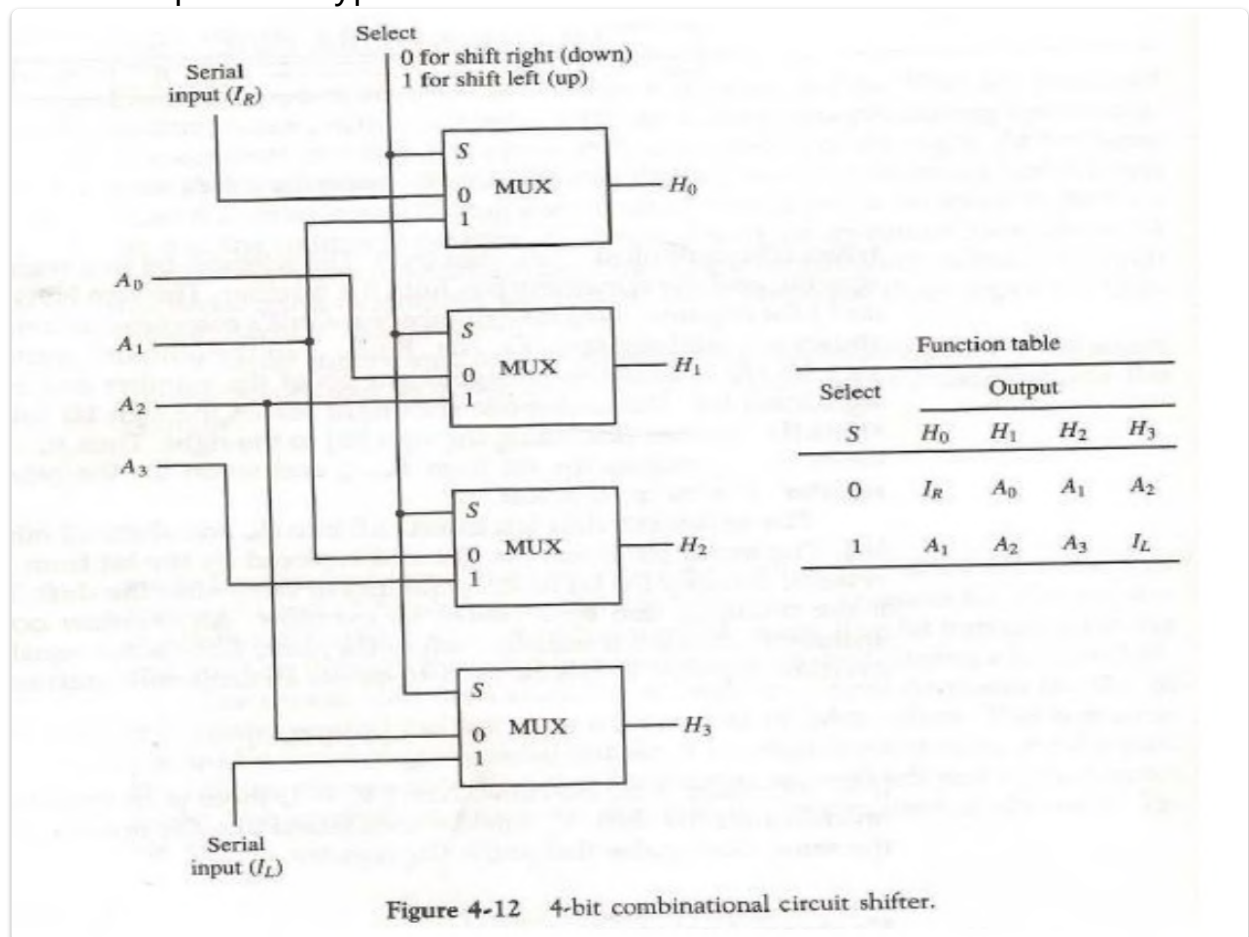 Select
0 for shift right (down)
1 for shift left (up)
Serial
input (I_R)
S
MUX
0
1
H_0
A_0
S
A_1
MUX
0
1
H_1
A_2
A_3
S
MUX
0
1
H_2
S
MUX
0
1
H_3
Serial
input (I_L)
Function table
Select Output
S H_0 H_1 H_2 H_3
0 I_R A_0 A_1 A_2
1 A_1 A_2 A_3 I_L
Figure 4-12 4-bit combinational circuit shifter.